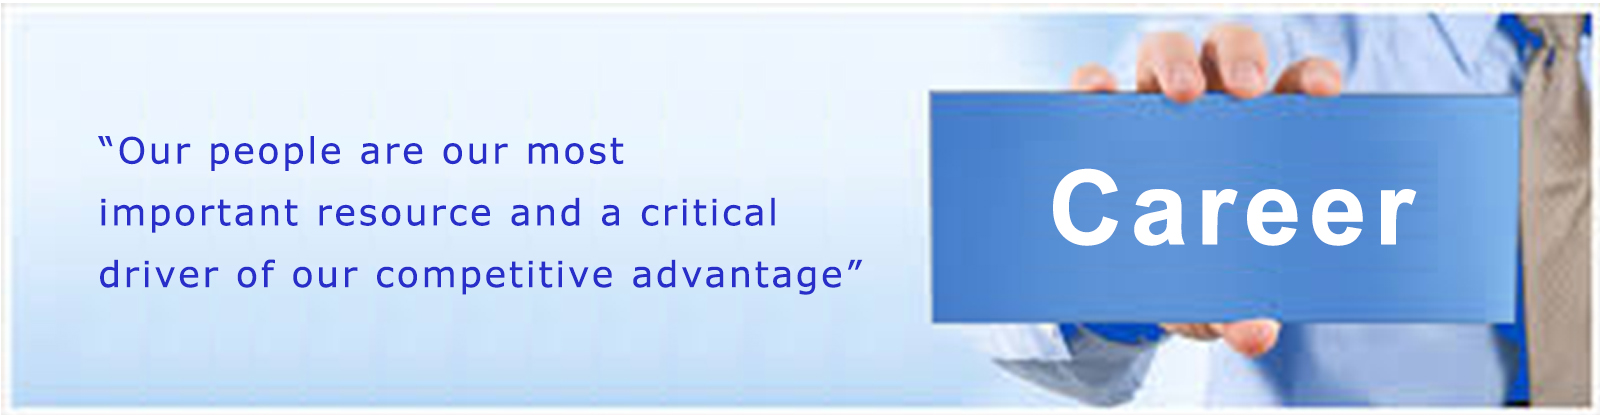 “Our people are our most
important resource and a critical
driver of our competitive advantage”
Career